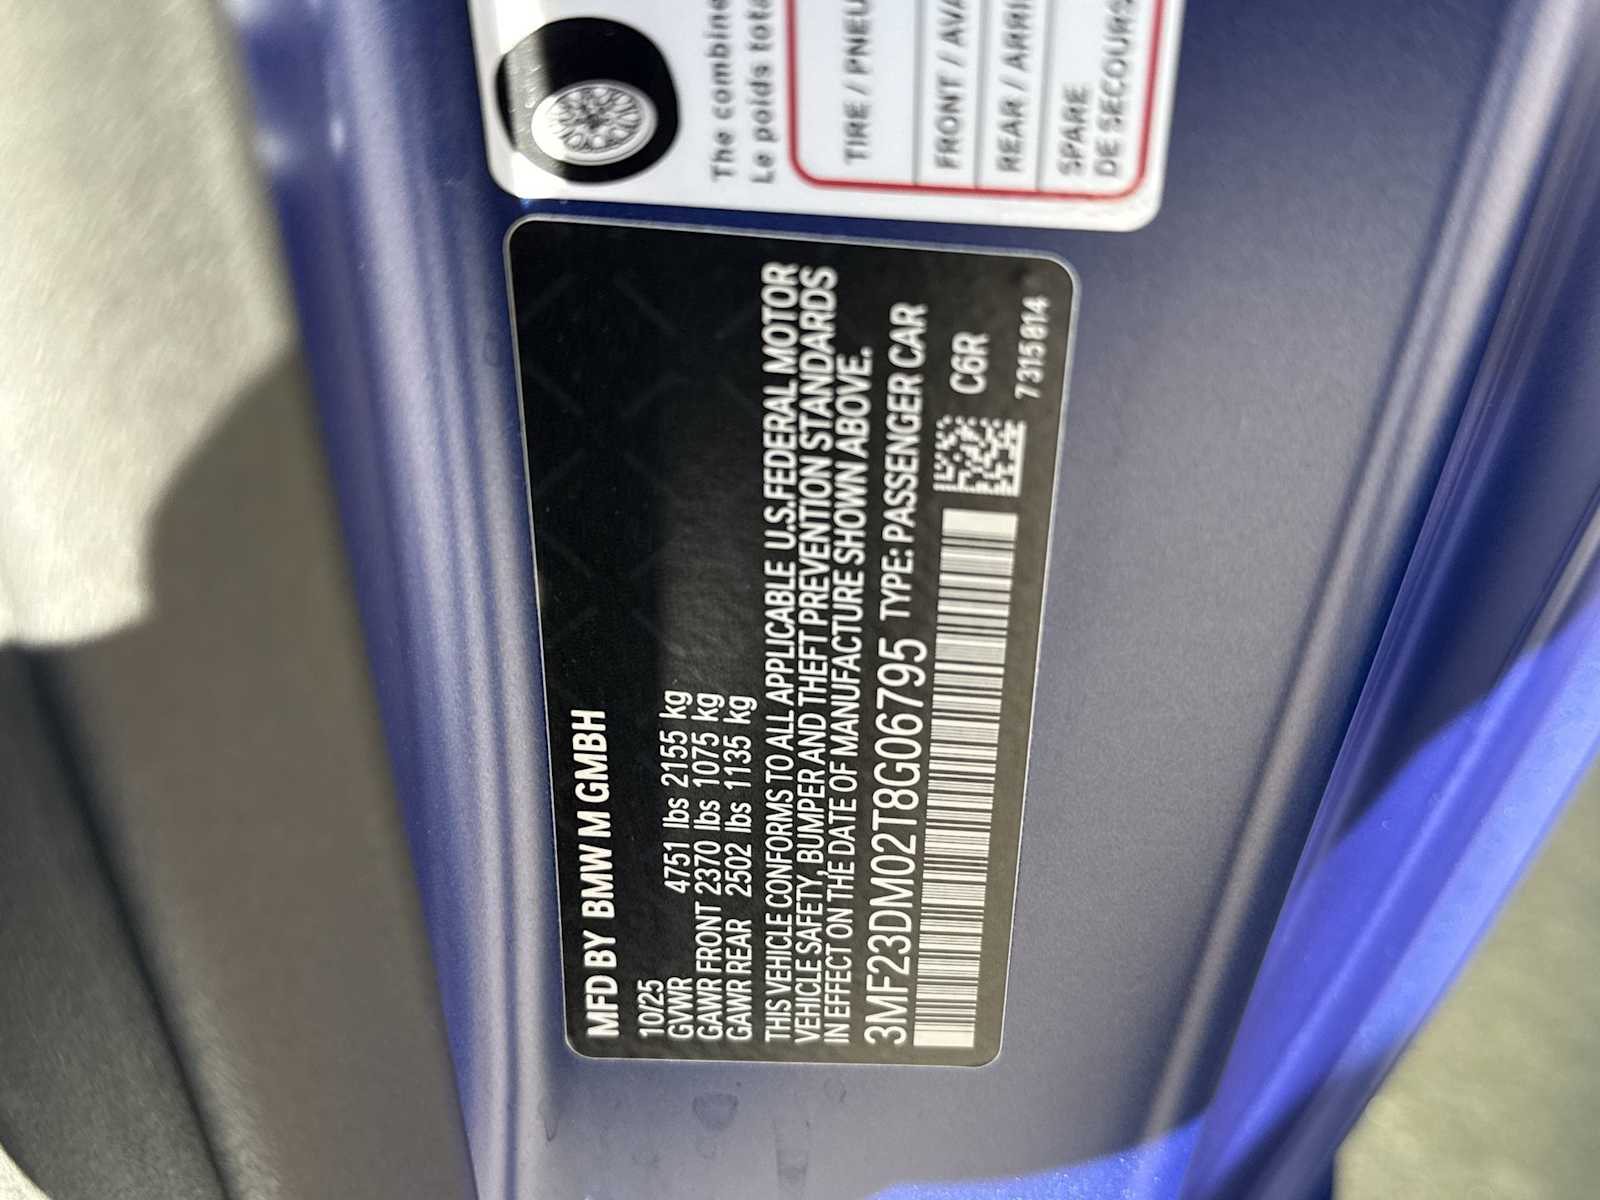 MFD BY BMW M GMBH
10/25
GVWR 4751 lbs 2155 kg
GAWR FRONT 2370 lbs 1075 kg
GAWR REAR 2502 lbs 1135 kg
THIS VEHICLE CONFORMS TO ALL APPLICABLE U.S.FEDERAL MOTOR
VEHICLE SAFETY, BUMPER AND THEFT PREVENTION STANDARDS
IN EFFECT ON THE DATE OF MANUFACTURE SHOWN ABOVE.
3MF23DM02T8G06795 TYPE: PASSENGER CAR
C6R
7315014
The combine
Le poids tota
TIRE / PNEU
FRONT / AVA
REAR / ARRI
SPARE
DE SECOURS